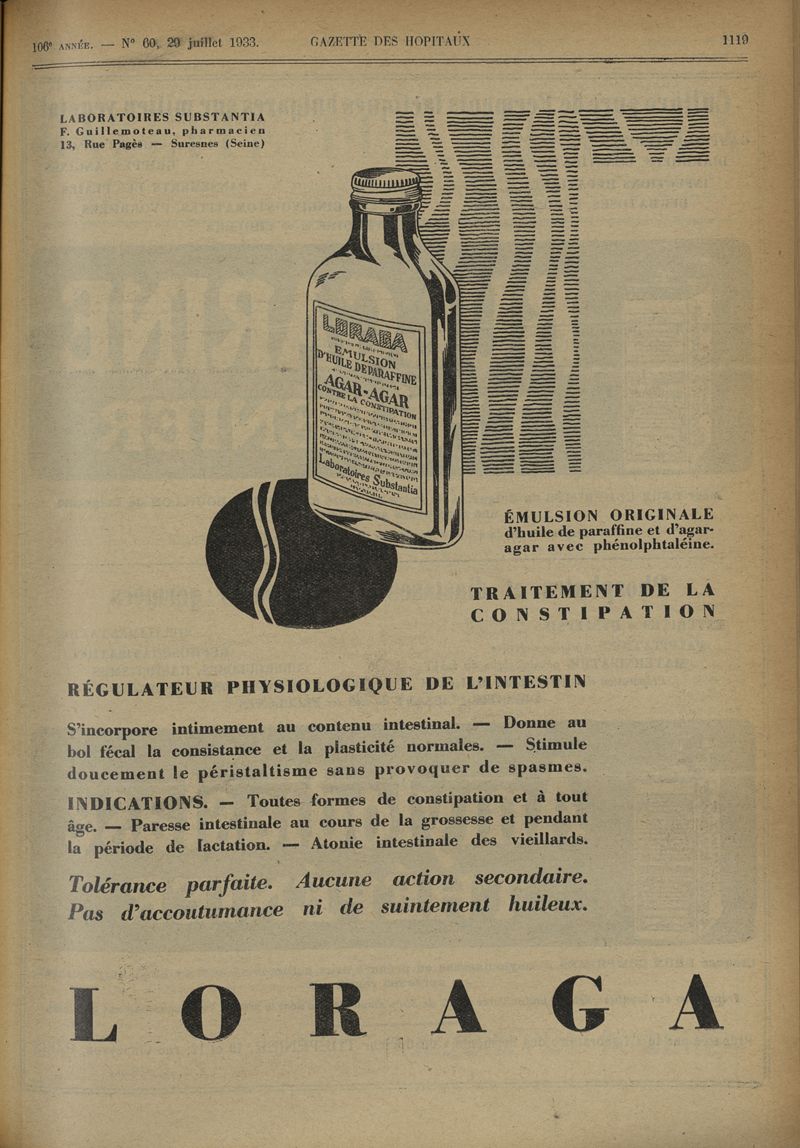 106e ANNÉE. — N° 60, 29 juillet 1933.
GAZETTE DES HOPITAUX
1119
LABORATOIRES SUBSTANTIA
F. Guillemoteau, pharmacien
13, Rue Pagès — Suresnes (Seine)
LORAGA
EMULSION
D'HUILE DE PARAFFINE
AGAR-AGAR
CONTRE LA CONSTIPATION
Laboratoires Substantia
ÉMULSION ORIGINALE
d'huile de paraffine et d'agar-
agar avec phénolphtaléine.
TRAITEMENT DE LA
CONSTIPATION
RÉGULATEUR PHYSIOLOGIQUE DE L'INTESTIN
S'incorpore intimement au contenu intestinal. — Donne au
bol fécal la consistance et la plasticité normales. — Stimule
doucement le péristaltisme sans provoquer de spasmes.
INDICATIONS. — Toutes formes de constipation et à tout
âge. — Paresse intestinale au cours de la grossesse et pendant
la période de lactation. — Atonie intestinale des vieillards.
Tolérance parfaite. Aucune action secondaire.
Pas d'accoutumance ni de suintement huileux.
LORAGA